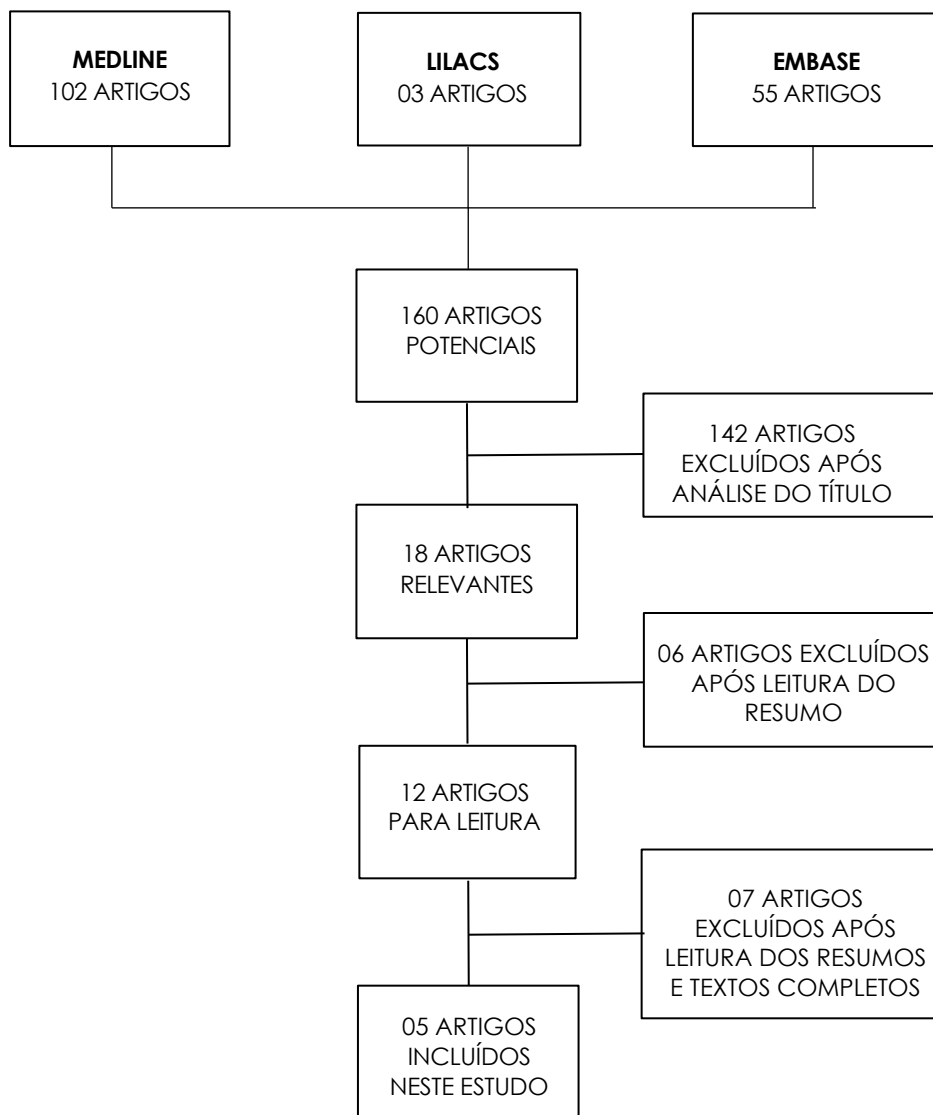 MEDLINE
102 ARTIGOS
LILACS
03 ARTIGOS
EMBASE
55 ARTIGOS
160 ARTIGOS
POTENCIAIS
142 ARTIGOS
EXCLUÍDOS APÓS
ANÁLISE DO TÍTULO
18 ARTIGOS
RELEVANTES
06 ARTIGOS EXCLUÍDOS
APÓS LEITURA DO
RESUMO
12 ARTIGOS
PARA LEITURA
07 ARTIGOS
EXCLUÍDOS APÓS
LEITURA DOS RESUMOS
E TEXTOS COMPLETOS
05 ARTIGOS
INCLUÍDOS
NESTE ESTUDO